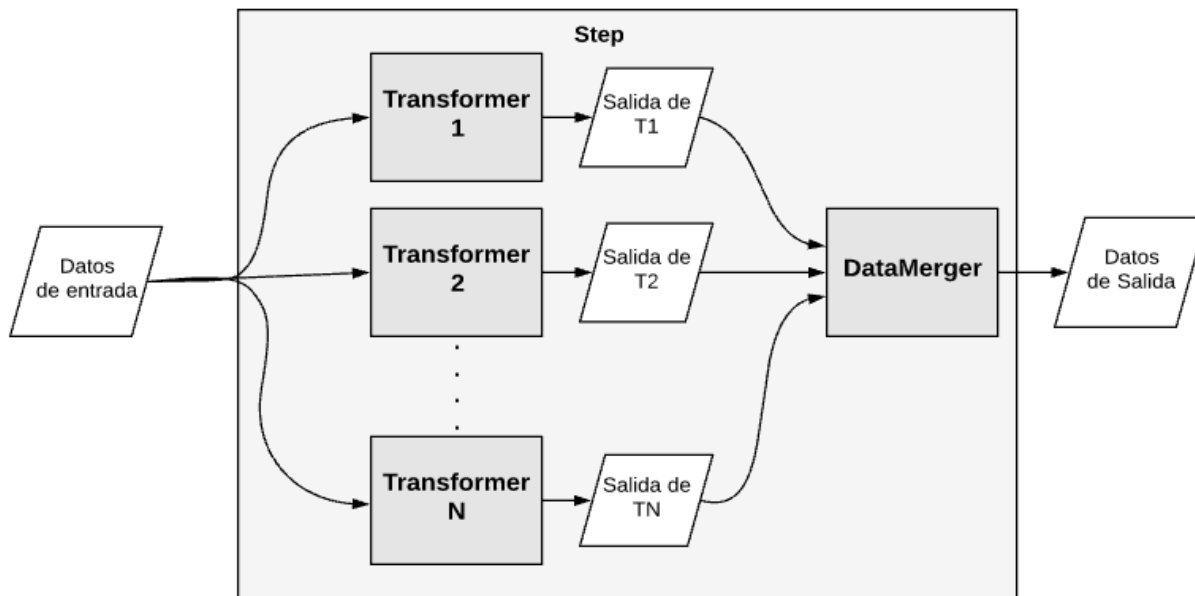 Step
Transformer
1
Salida de
T1
Datos
de entrada
Transformer
2
Salida de
T2
DataMerger
Datos
de Salida
Transformer
N
Salida de
TN